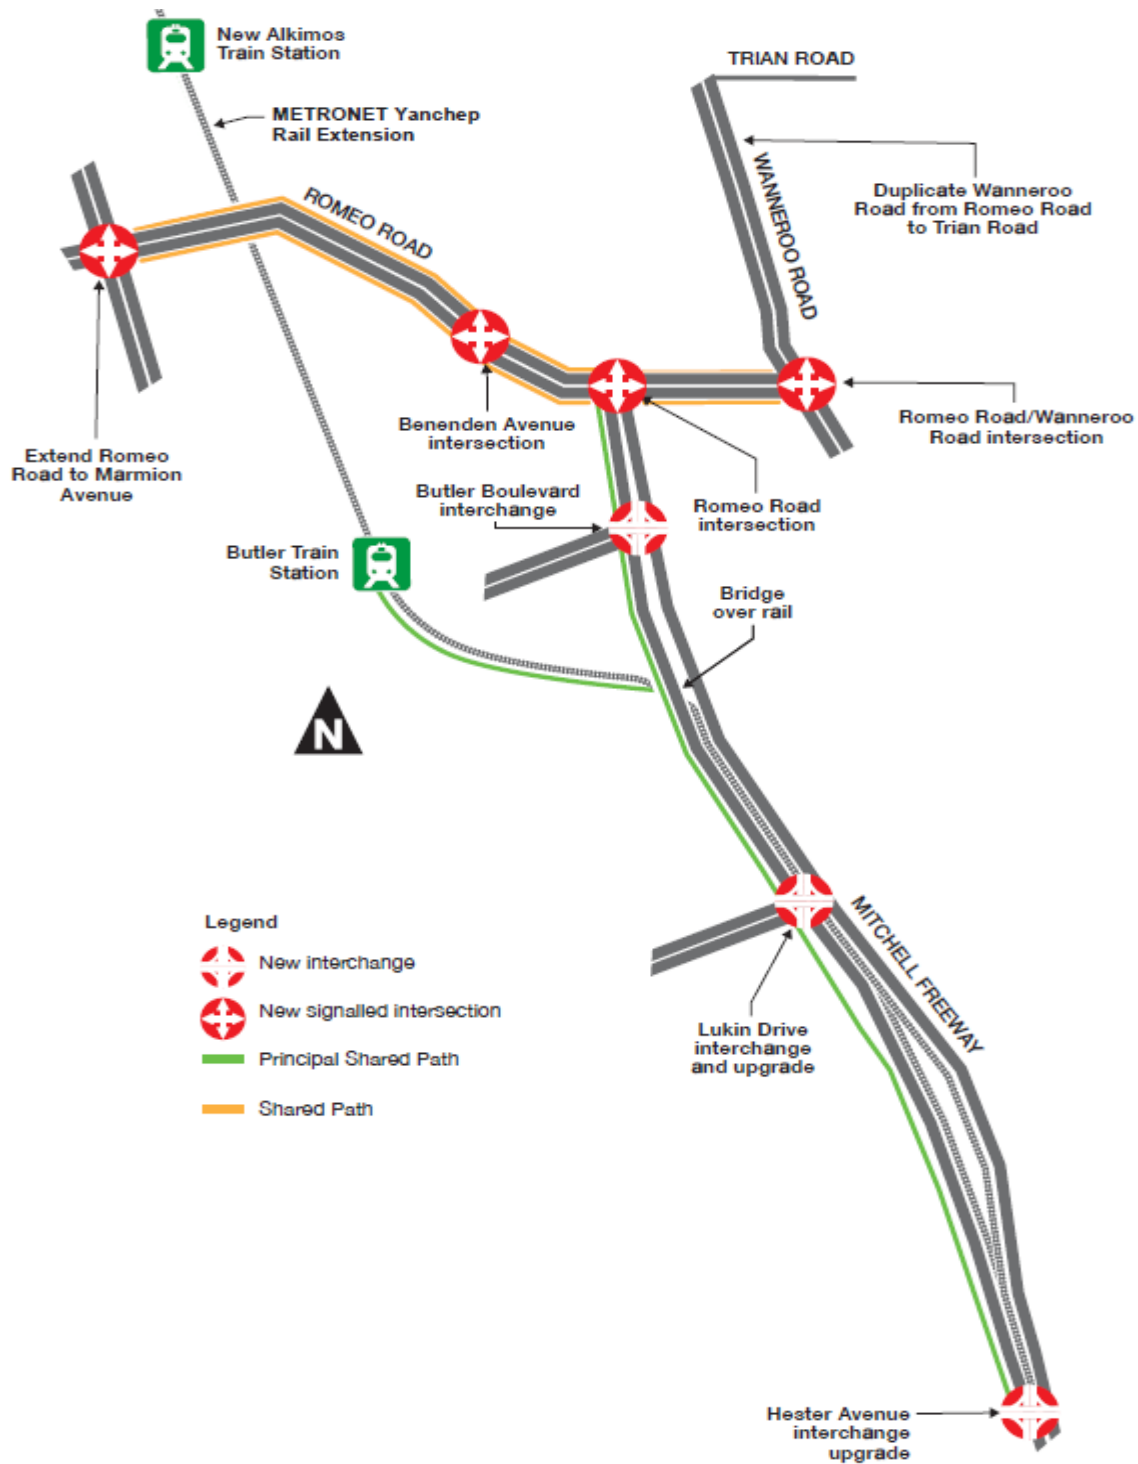 New Alkimos
Train Station
TRIAN ROAD
METRONET Yanchep
Rail Extension
WANNEROO ROAD
Duplicate Wanneroo
Road from Romeo Road
to Trian Road
ROMEO ROAD
Benenden Avenue
intersection
Romeo Road/Wanneroo
Road intersection
Extend Romeo
Road to Marmion
Avenue
Butler Boulevard
interchange
Romeo Road
intersection
Butler Train
Station
Bridge
over rail
N
MITCHELL FREEWAY
Legend
New interchange
New signalled intersection
Principal Shared Path
Shared Path
Lukin Drive
interchange
and upgrade
Hester Avenue
interchange
upgrade